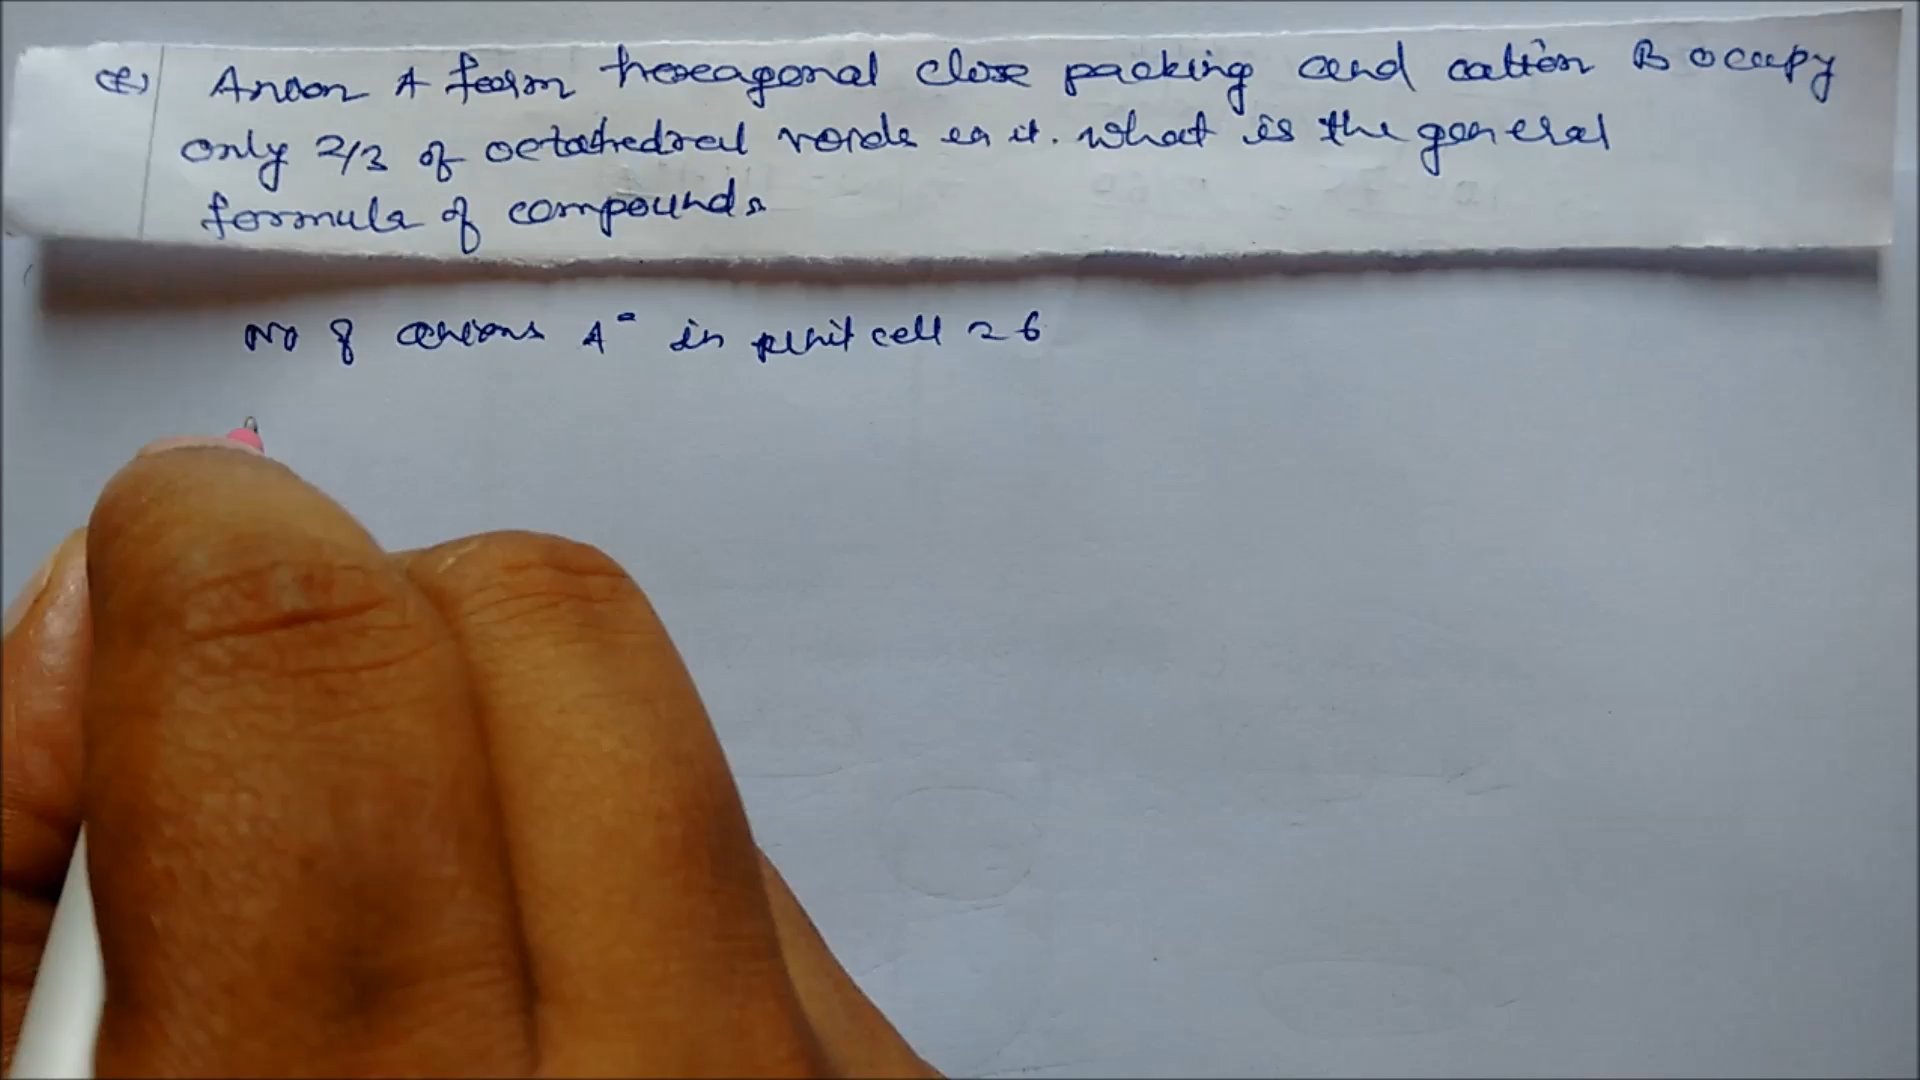 Q) Anion A form hexagonal close packing and cation B occupy
only 2/3 of octahedral voids in it. what is the general
formula of compounds
No of anions A⁻ in unit cell = 6